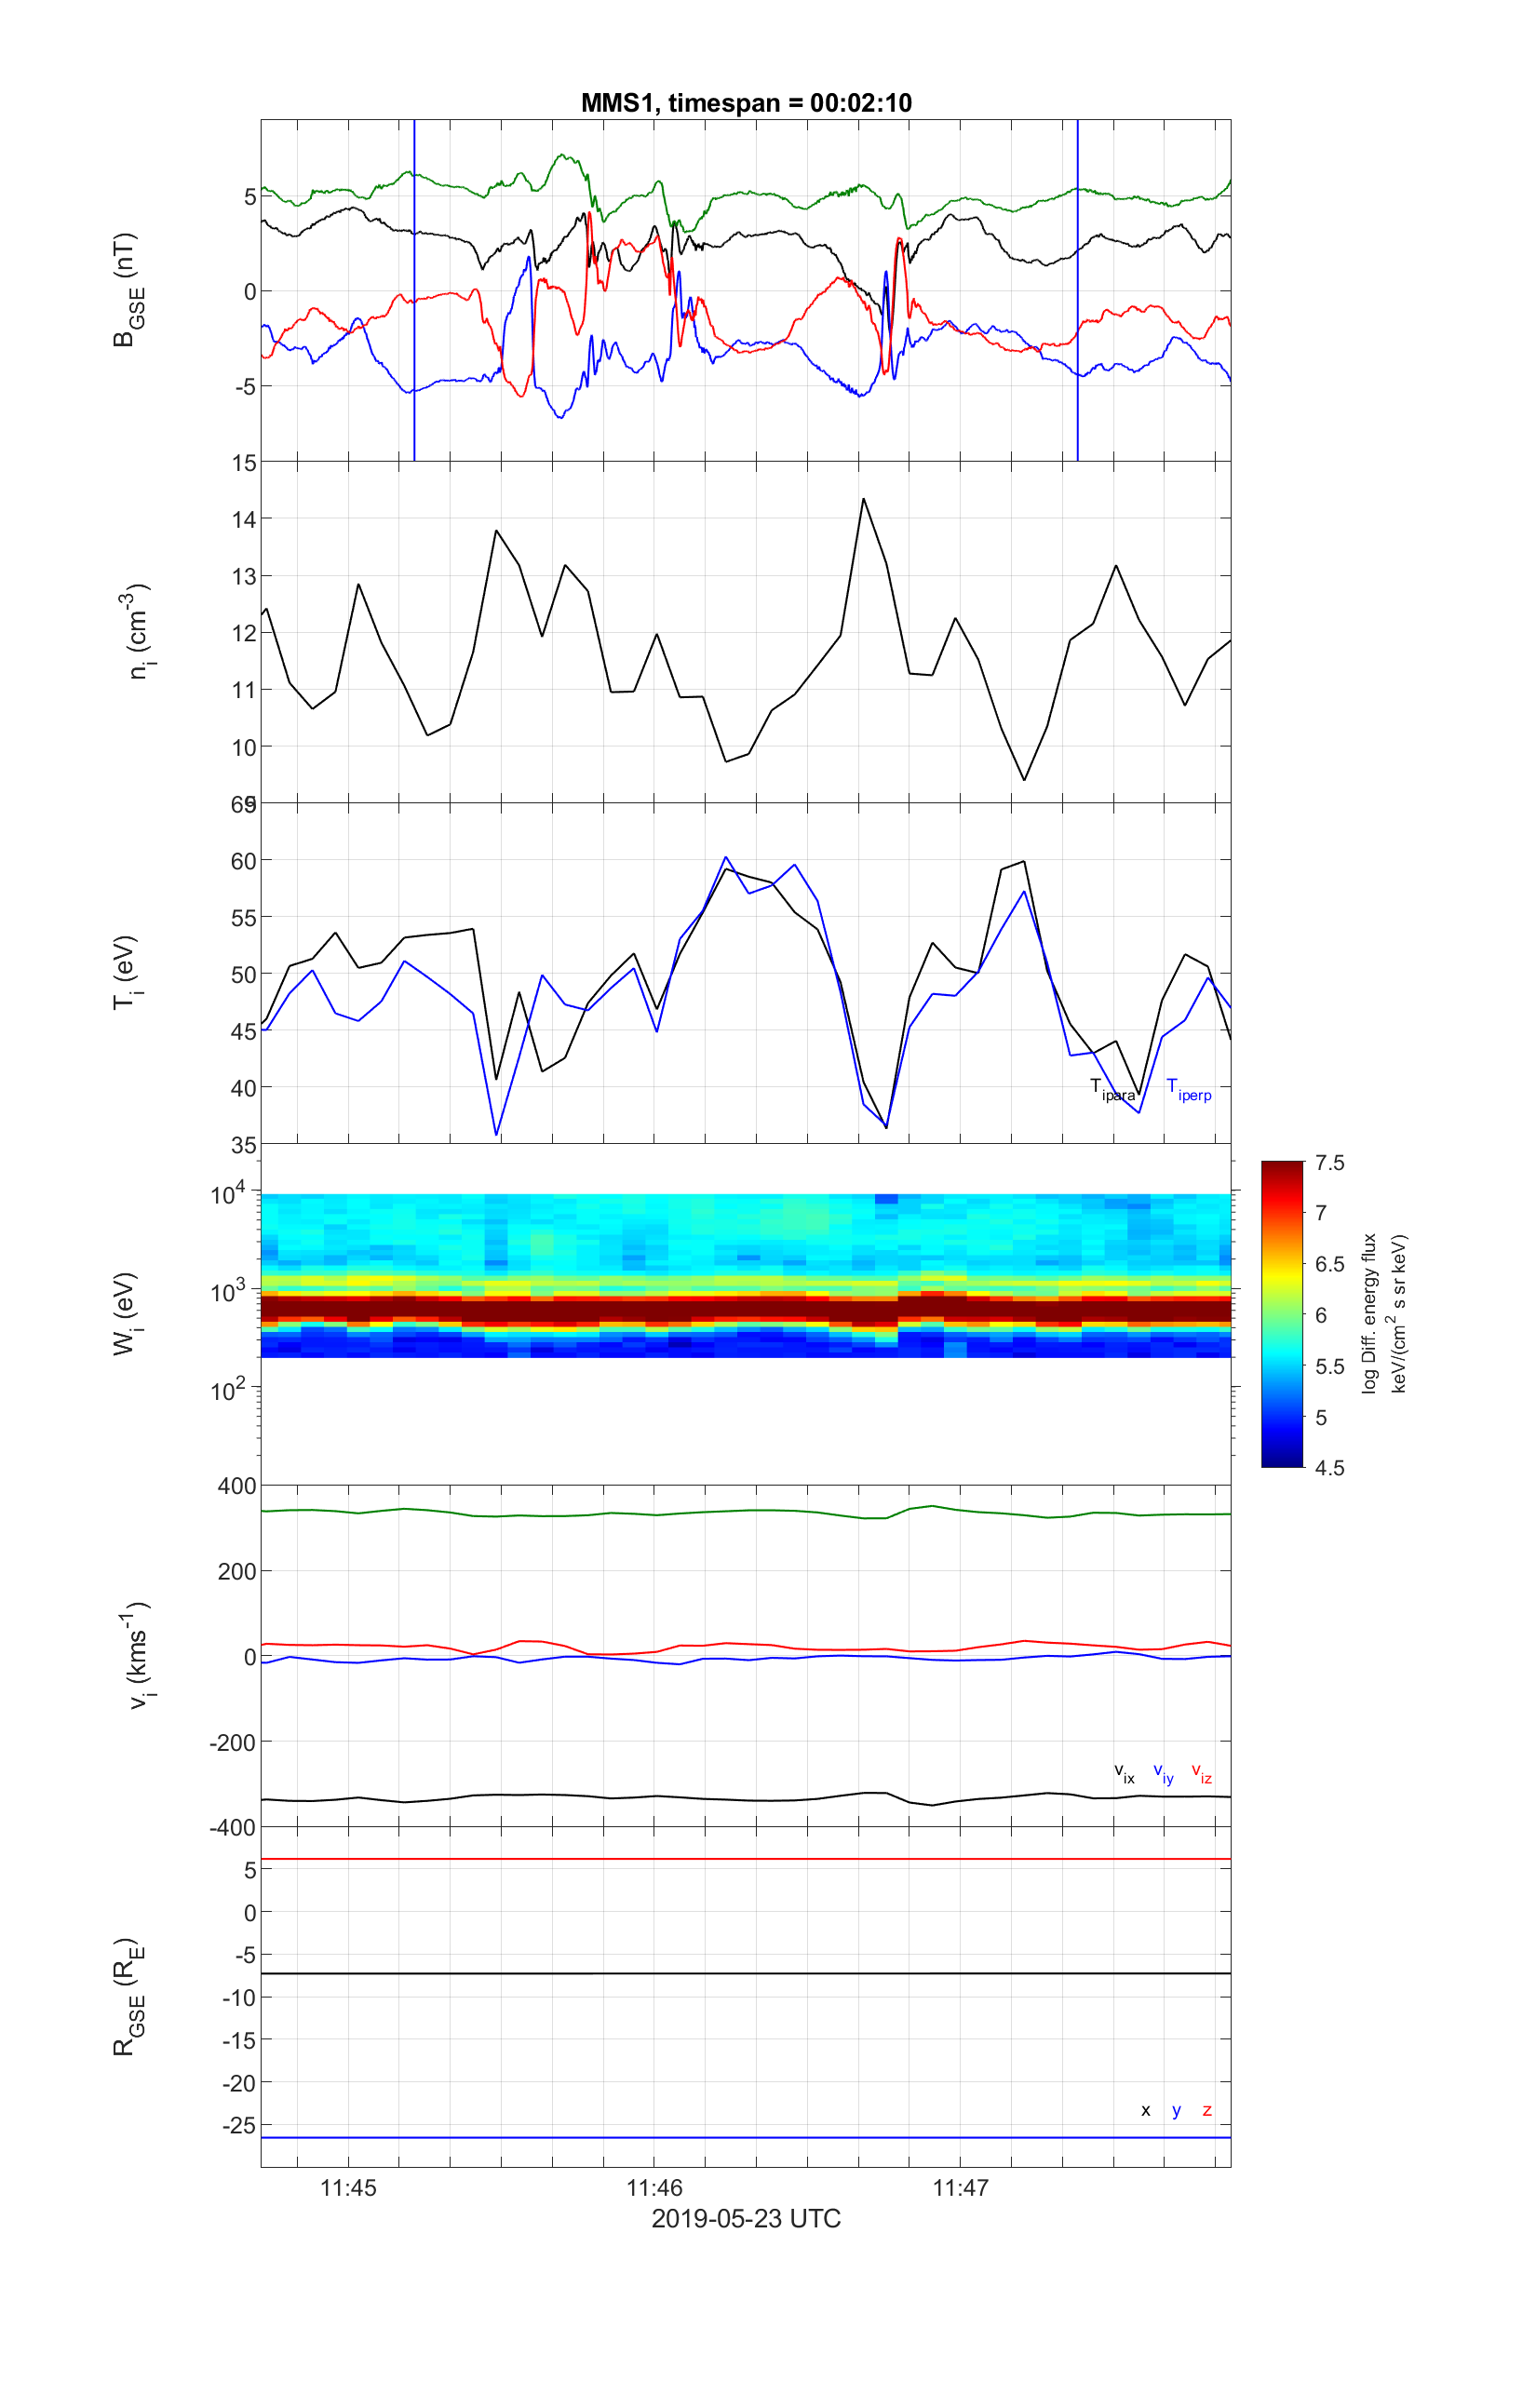 MMS1, timespan = 00:02:10
B_GSE (nT)
5
0
-5
n_i (cm^-3)
15
14
13
12
11
10
9
T_i (eV)
65
60
55
50
45
40
35
T_ipara T_iperp
W_i (eV)
10^4
10^3
10^2
7.5
7
6.5
6
5.5
5
4.5
log Diff. energy flux
keV/(cm^2 s sr keV)
v_i (kms^-1)
400
200
0
-200
-400
v_ix v_iy v_iz
R_GSE (R_E)
5
0
-5
-10
-15
-20
-25
x y z
11:45 11:46 11:47
2019-05-23 UTC